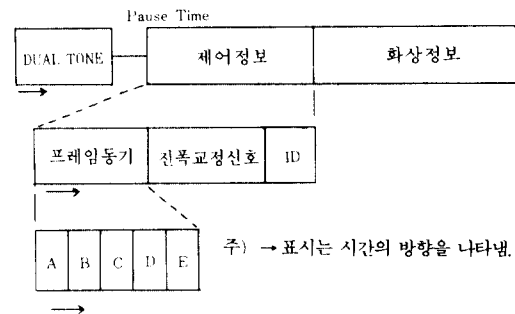 Pause Time
DUAL TONE 제어정보 화상정보
프레임동기 진폭교정신호 ID
A B C D E
주) → 표시는 시간의 방향을 나타냄.